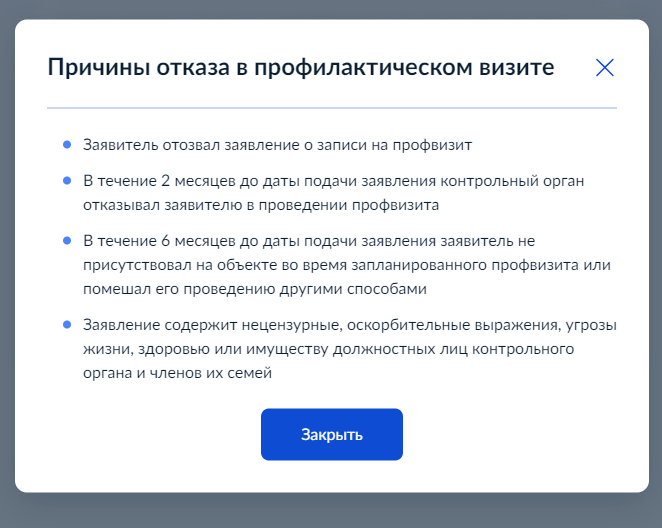 Причины отказа в профилактическом визите
Заявитель отозвал заявление о записи на профвизит
В течение 2 месяцев до даты подачи заявления контрольный орган
отказывал заявителю в проведении профвизита
В течение 6 месяцев до даты подачи заявления заявитель не
присутствовал на объекте во время запланированного профвизита или
помешал его проведению другими способами
Заявление содержит нецензурные, оскорбительные выражения, угрозы
жизни, здоровью или имуществу должностных лиц контрольного
органа и членов их семей
Закрыть